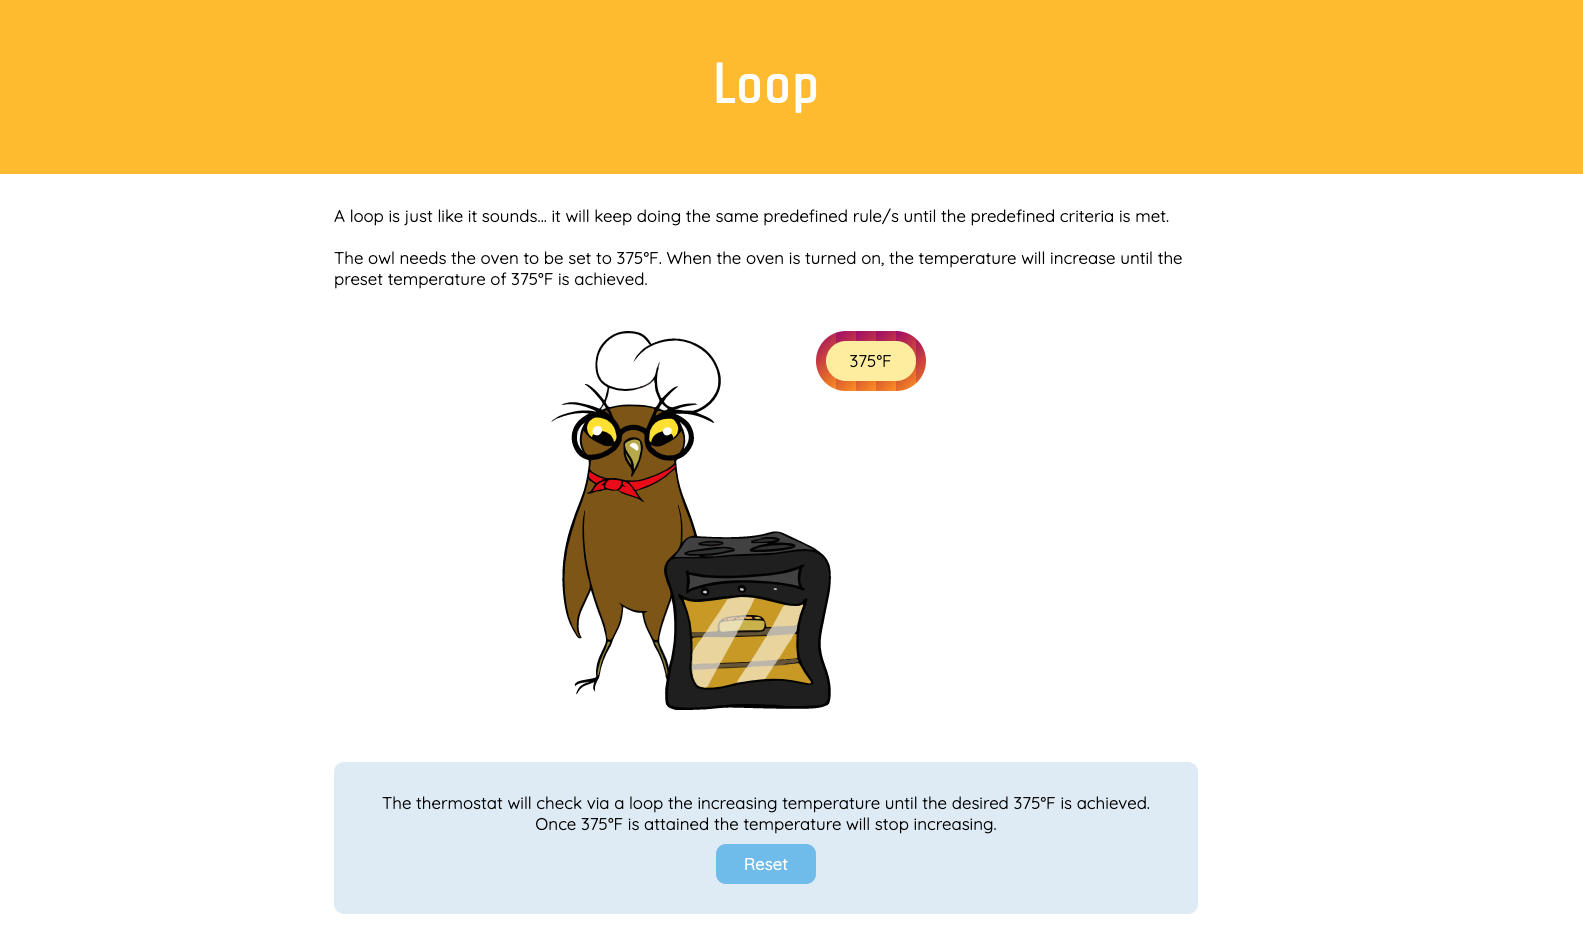 Loop
A loop is just like it sounds... it will keep doing the same predefined rule/s until the predefined criteria is met.
The owl needs the oven to be set to 375°F. When the oven is turned on, the temperature will increase until the
preset temperature of 375°F is achieved.
375°F
The thermostat will check via a loop the increasing temperature until the desired 375°F is achieved.
Once 375°F is attained the temperature will stop increasing.
Reset